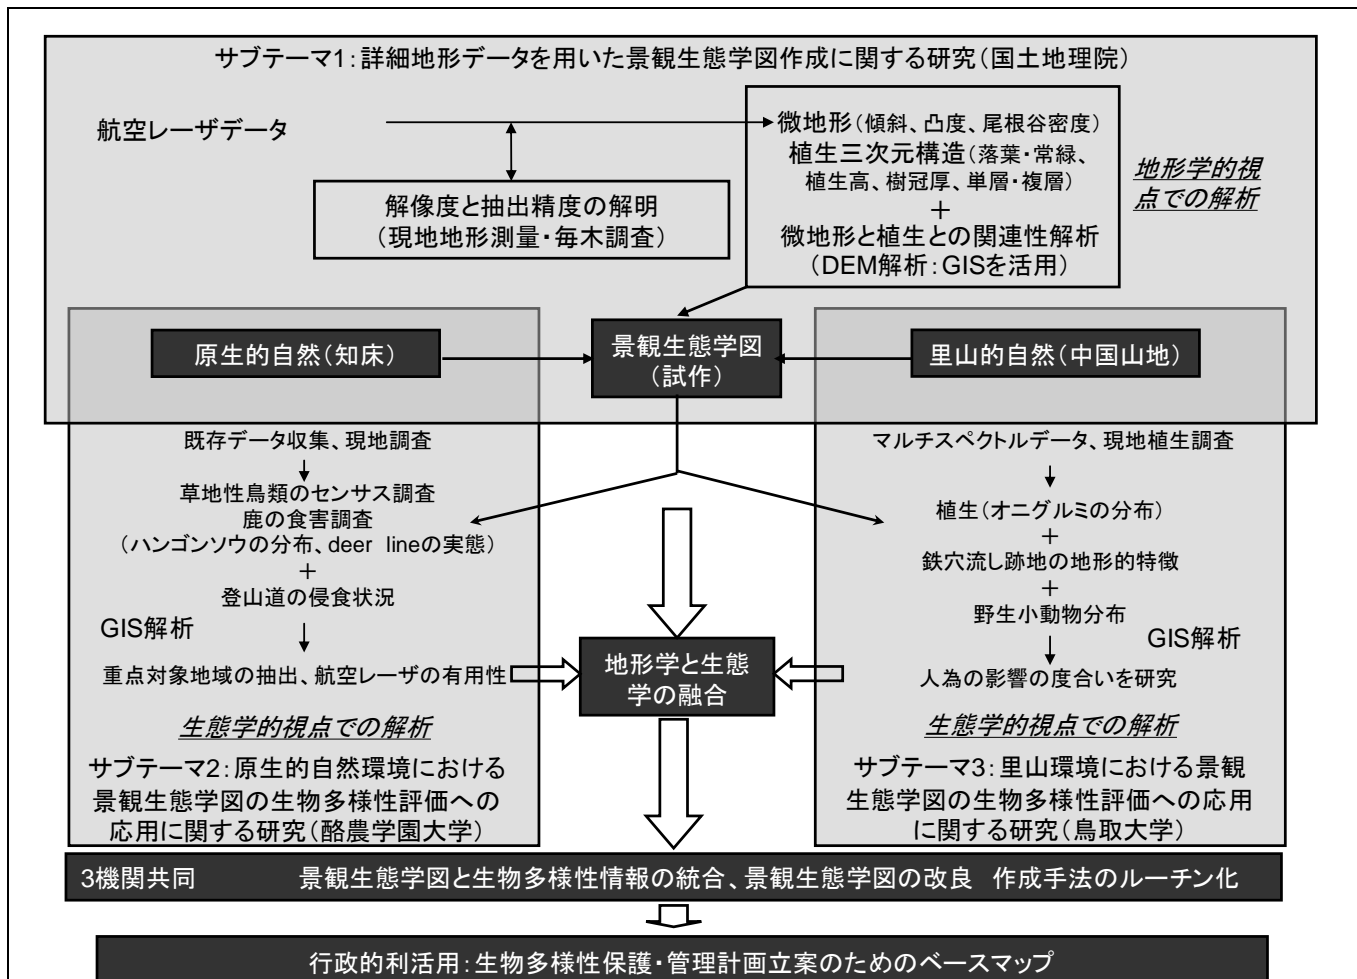 サブテーマ1：詳細地形データを用いた景観生態学図作成に関する研究（国土地理院）
航空レーザデータ
微地形（傾斜、凸度、尾根谷密度）
植生三次元構造（落葉・常緑、
植生高、樹冠厚、単層・複層）
＋
微地形と植生との関連性解析
（DEM解析：GISを活用）
地形学的視
点での解析
解像度と抽出精度の解明
（現地地形測量・毎木調査）
原生的自然（知床）
景観生態学図
（試作）
里山的自然（中国山地）
既存データ収集、現地調査
草地性鳥類のセンサス調査
鹿の食害調査
（ハンゴンソウの分布、deer lineの実態）
＋
登山道の侵食状況
GIS解析
重点対象地域の抽出、航空レーザの有用性
生態学的視点での解析
サブテーマ2：原生的自然環境における
景観生態学図の生物多様性評価への
応用に関する研究（酪農学園大学）
マルチスペクトルデータ、現地植生調査
植生（オニグルミの分布）
＋
鉄穴流し跡地の地形的特徴
＋
野生小動物分布
GIS解析
人為の影響の度合いを研究
生態学的視点での解析
サブテーマ3：里山環境における景観
生態学図の生物多様性評価への応用
に関する研究（鳥取大学）
地形学と生態
学の融合
3機関共同 景観生態学図と生物多様性情報の統合、景観生態学図の改良 作成手法のルーチン化
行政的利活用：生物多様性保護・管理計画立案のためのベースマップ